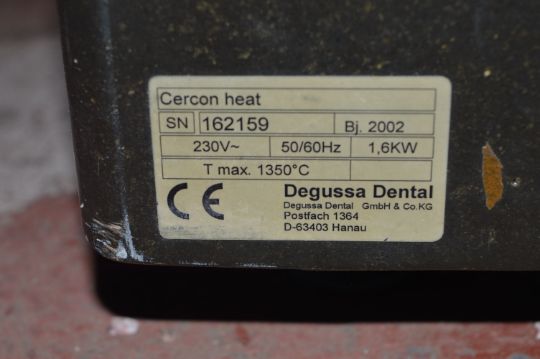 Cercon heat
SN 162159 Bj. 2002
230V~ 50/60Hz 1,6KW
T max. 1350°C
CE Degussa Dental
Degussa Dental GmbH & Co.KG
Postfach 1364
D-63403 Hanau